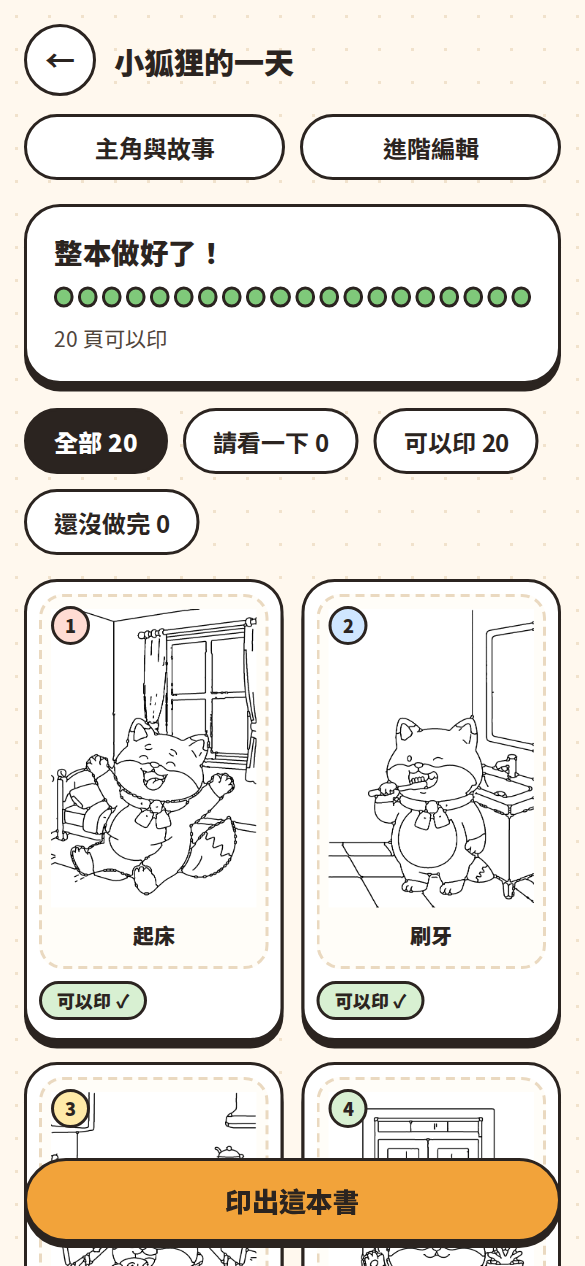 ←
小狐狸的一天
主角與故事
進階編輯
整本做好了！
20 頁可以印
全部 20
請看一下 0
可以印 20
還沒做完 0
1
起床
可以印 ✓
2
刷牙
可以印 ✓
3
4
印出這本書